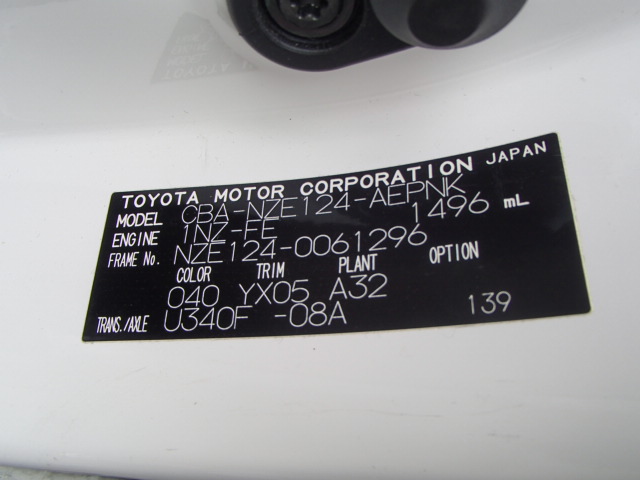 TOYOTA MOTOR CORPORATION JAPAN
MODEL CBA-NZE124-AEPNK
ENGINE 1NZ-FE 1496 mL
FRAME No. NZE124-0061296
COLOR TRIM PLANT OPTION
040 YX05 A32
TRANS./AXLE U340F -08A 139